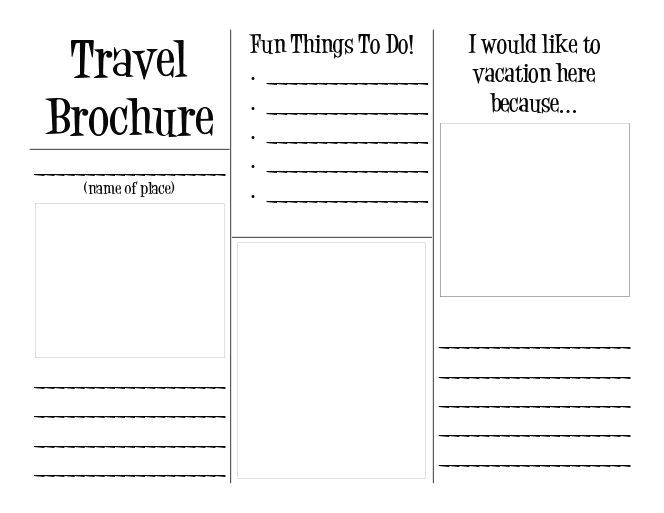 Travel
Brochure
(name of place)
Fun Things To Do!
•
•
•
•
•
I would like to
vacation here
because...